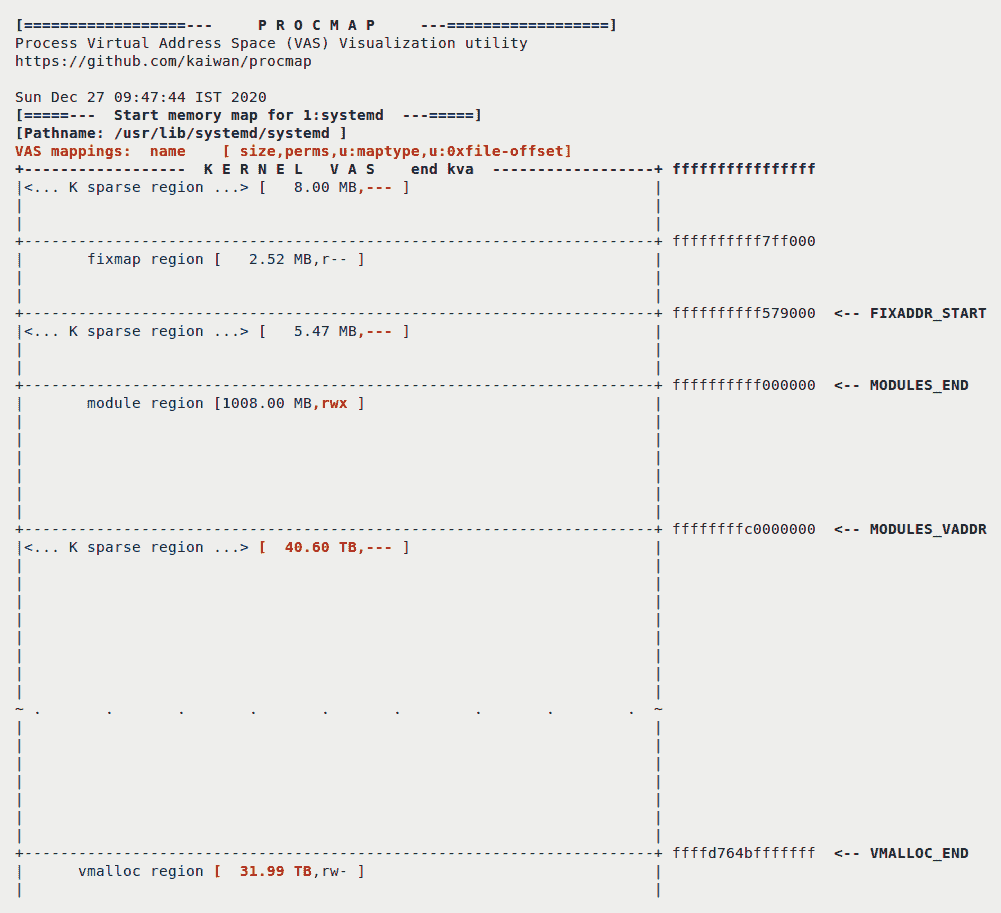 [==================---     P R O C M A P     ---==================]
Process Virtual Address Space (VAS) Visualization utility
https://github.com/kaiwan/procmap
Sun Dec 27 09:47:44 IST 2020
[=====---  Start memory map for 1:systemd  ---=====]
[Pathname: /usr/lib/systemd/systemd ]
VAS mappings:  name    [ size,perms,u:maptype,u:0xfile-offset]
+------------------  K E R N E L   V A S    end kva  ------------------+ ffffffffffffffff
|<... K sparse region ...> [   8.00 MB,--- ]                           |
|                                                                      |
|                                                                      |
+----------------------------------------------------------------------+ ffffffffff7ff000
|       fixmap region [   2.52 MB,r-- ]                                |
|                                                                      |
|                                                                      |
+----------------------------------------------------------------------+ ffffffffff579000  <-- FIXADDR_START
|<... K sparse region ...> [   5.47 MB,--- ]                           |
|                                                                      |
|                                                                      |
+----------------------------------------------------------------------+ ffffffffff000000  <-- MODULES_END
|       module region [1008.00 MB,rwx ]                                |
|                                                                      |
|                                                                      |
|                                                                      |
|                                                                      |
|                                                                      |
|                                                                      |
+----------------------------------------------------------------------+ ffffffffc0000000  <-- MODULES_VADDR
|<... K sparse region ...> [  40.60 TB,--- ]                           |
|                                                                      |
|                                                                      |
|                                                                      |
|                                                                      |
|                                                                      |
|                                                                      |
|                                                                      |
|                                                                      |
~ .       .       .       .       .       .        .       .        .  ~
|                                                                      |
|                                                                      |
|                                                                      |
|                                                                      |
|                                                                      |
|                                                                      |
|                                                                      |
+----------------------------------------------------------------------+ ffffd764bfffffff  <-- VMALLOC_END
|      vmalloc region [  31.99 TB,rw- ]                                |
|                                                                      |